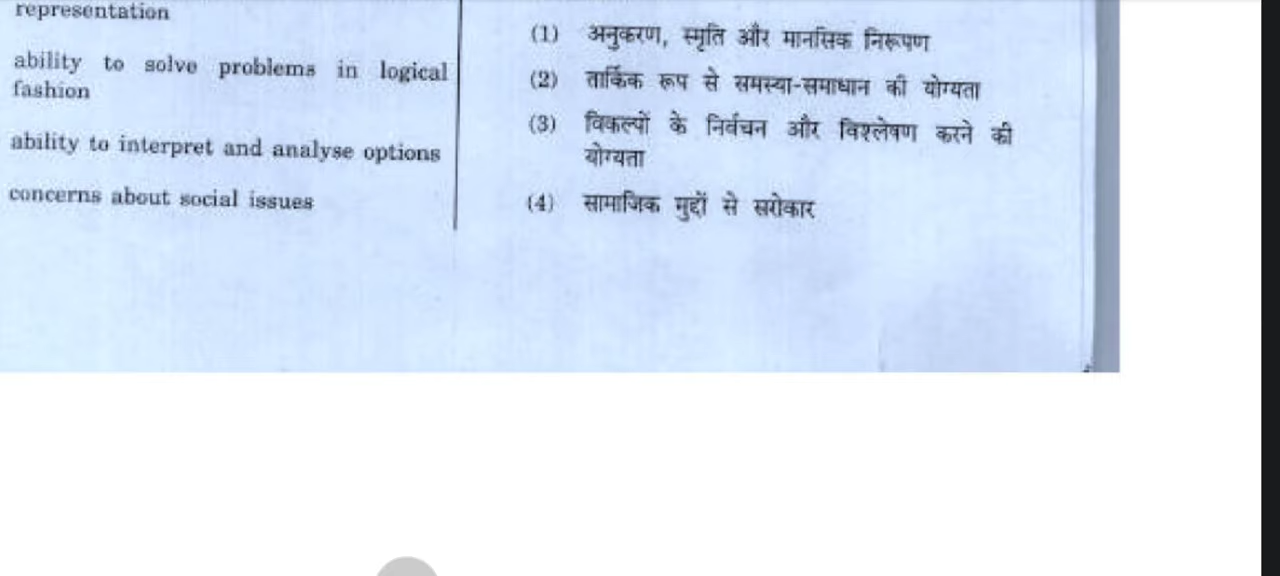 representation
ability to solve problems in logical
fashion
ability to interpret and analyse options
concerns about social issues
(1) अनुकरण, स्मृति और मानसिक निरूपण
(2) तार्किक रूप से समस्या-समाधान की योग्यता
(3) विकल्पों के निर्वचन और विश्लेषण करने की
योग्यता
(4) सामाजिक मुद्दों से सरोकार